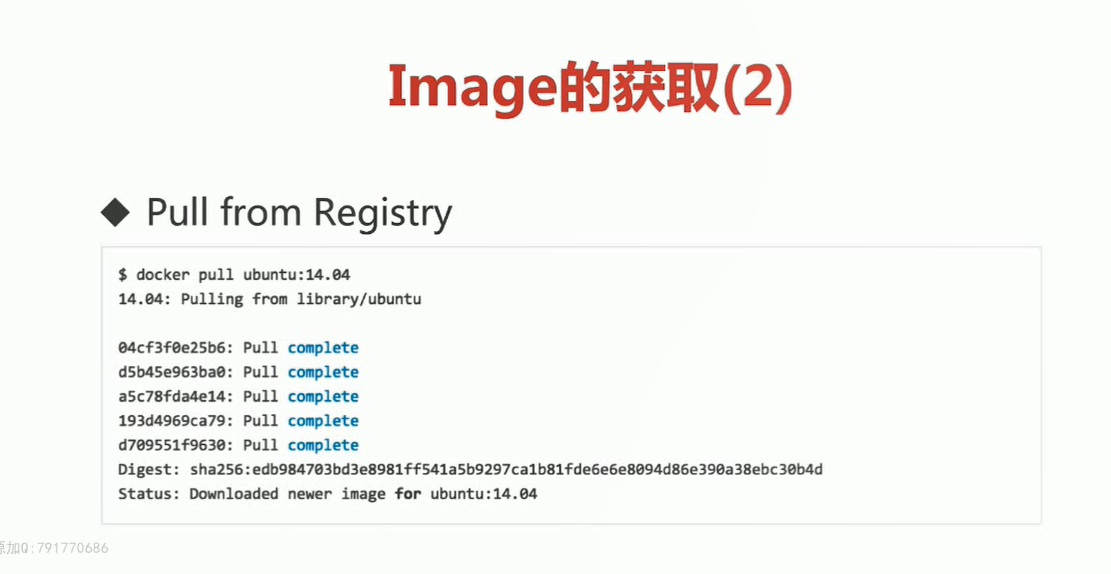 Image的获取(2)
◆ Pull from Registry
$ docker pull ubuntu:14.04
14.04: Pulling from library/ubuntu
04cf3f0e25b6: Pull complete
d5b45e963ba0: Pull complete
a5c78fda4e14: Pull complete
193d4969ca79: Pull complete
d709551f9630: Pull complete
Digest: sha256:edb984703bd3e8981ff541a5b9297ca1b81fde6e6e8094d86e390a38ebc30b4d
Status: Downloaded newer image for ubuntu:14.04
加Q:791770686